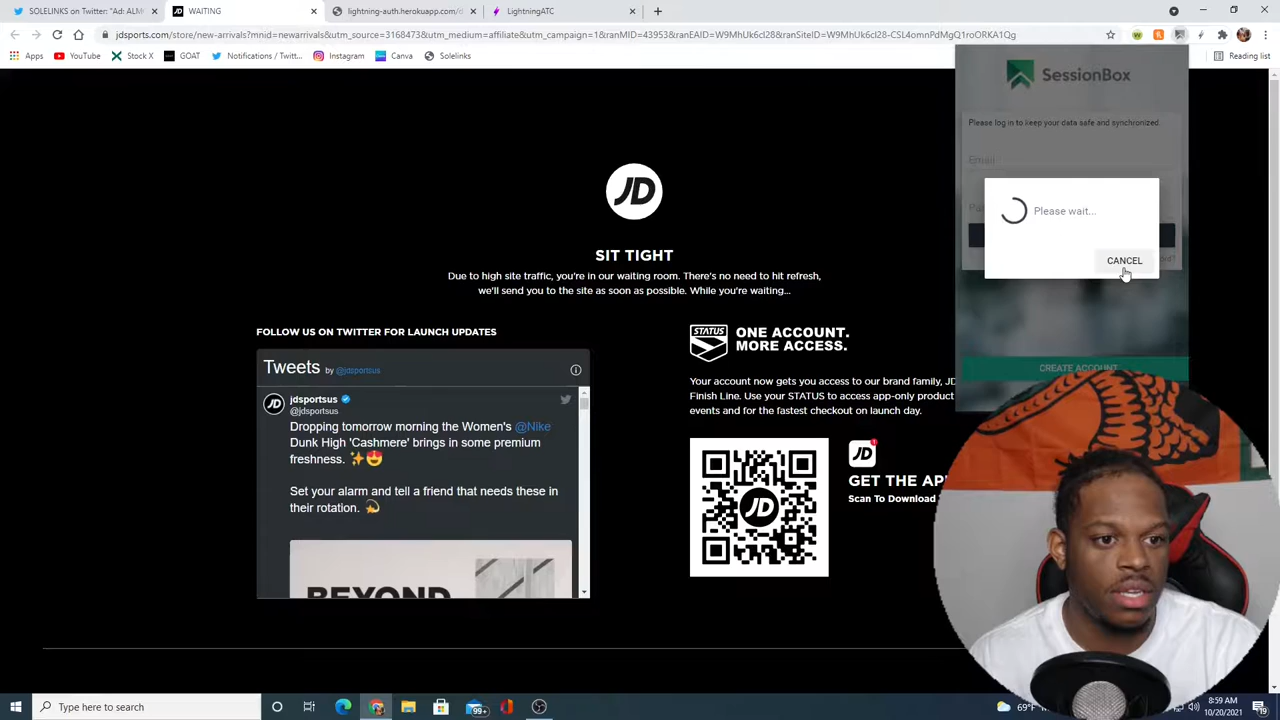 SOLELINKS on Twitter: "Ad: ALMO
WAITING
lightning-auth.herokuapp.com/d
LightningATC
jdsports.com/store/new-arrivals?mnid=newarrivals&utm_source=3168473&utm_medium=affiliate&utm_campaign=1&ranMID=43953&ranEAID=W9MhUk6cl28&ranSiteID=W9MhUk6cl28-CSL4omnPdMgQ1roORKA1Qg
Apps
YouTube
Stock X
GOAT
Notifications / Twitt...
Instagram
Canva
Solelinks
Reading list
SessionBox
Please log in to keep your data safe and synchronized.
Email
Please wait...
CANCEL
CREATE ACCOUNT
JD
SIT TIGHT
Due to high site traffic, you're in our waiting room. There's no need to hit refresh,
we'll send you to the site as soon as possible. While you're waiting...
FOLLOW US ON TWITTER FOR LAUNCH UPDATES
Tweets by @jdsportsus
jdsportsus
@jdsportsus
Dropping tomorrow morning the Women's @Nike
Dunk High 'Cashmere' brings in some premium
freshness. ✨😍
Set your alarm and tell a friend that needs these in
their rotation. 💫
BEYOND
STATUS
ONE ACCOUNT.
MORE ACCESS.
Your account now gets you access to our brand family, JD
Finish Line. Use your STATUS to access app-only product
events and for the fastest checkout on launch day.
JD
JD
GET THE AP
Scan To Download
Type here to search
99+
69°F
8:59 AM
10/20/2021
19